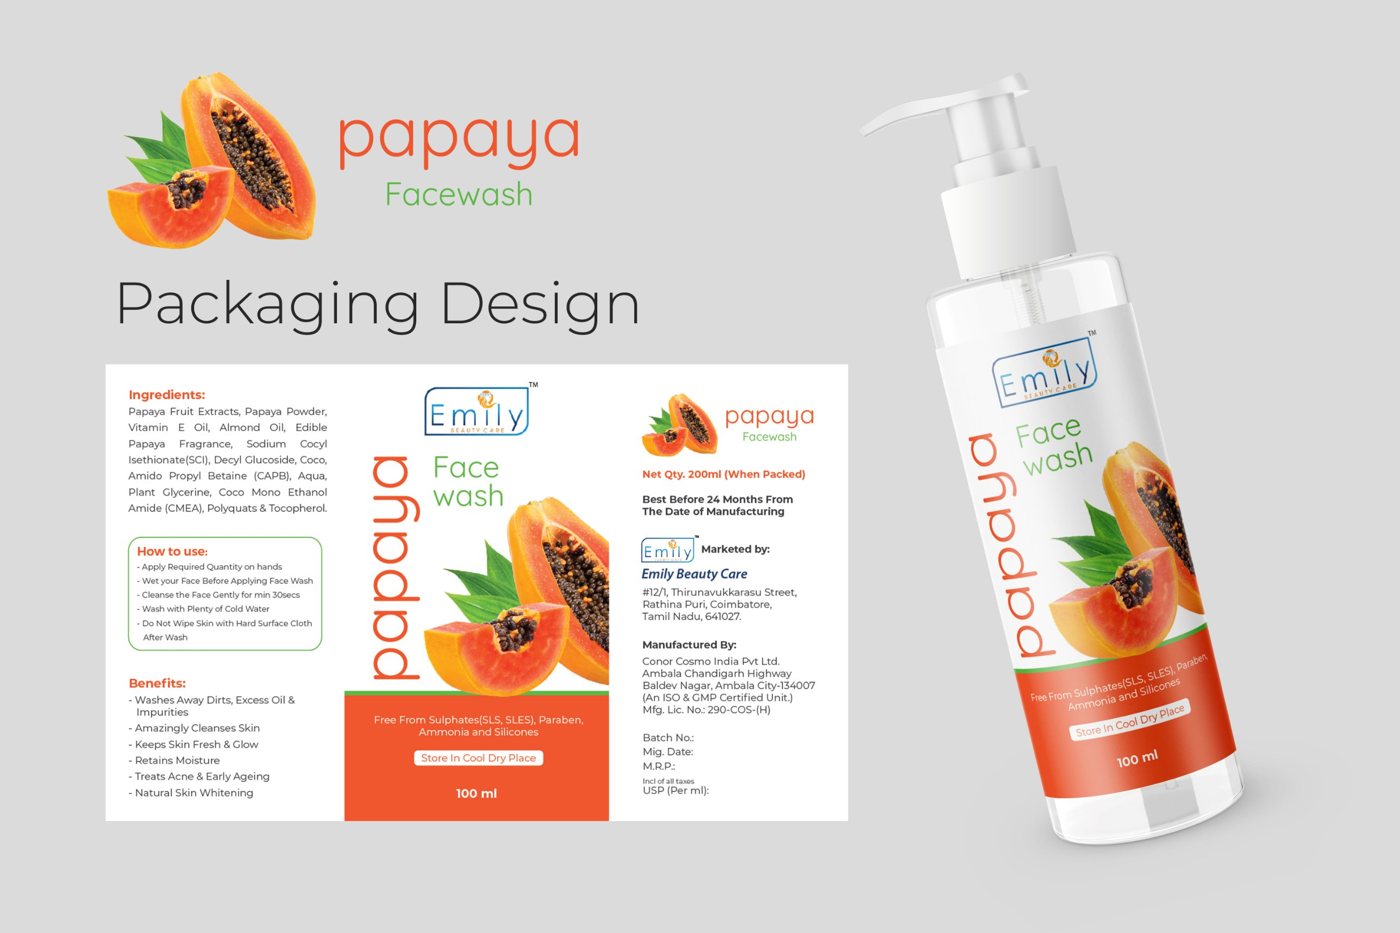 papaya
Facewash
Packaging Design
Ingredients:
Papaya Fruit Extracts, Papaya Powder,
Vitamin E Oil, Almond Oil, Edible
Papaya Fragrance, Sodium Cocyl
Isethionate(SCI), Decyl Glucoside, Coco,
Amido Propyl Betaine (CAPB), Aqua,
Plant Glycerine, Coco Mono Ethanol
Amide (CMEA), Polyquats & Tocopherol.
How to use:
- Apply Required Quantity on hands
- Wet your Face Before Applying Face Wash
- Cleanse the Face Gently for min 30secs
- Wash with Plenty of Cold Water
- Do Not Wipe Skin with Hard Surface Cloth
After Wash
Benefits:
- Washes Away Dirts, Excess Oil &
Impurities
- Amazingly Cleanses Skin
- Keeps Skin Fresh & Glow
- Retains Moisture
- Treats Acne & Early Ageing
- Natural Skin Whitening
Emily TM
BEAUTY CARE
papaya
Face
wash
Free From Sulphates(SLS, SLES), Paraben,
Ammonia and Silicones
Store In Cool Dry Place
100 ml
papaya
Facewash
Net Qty. 200ml (When Packed)
Best Before 24 Months From
The Date of Manufacturing
Emily Marketed by:
Emily Beauty Care
#12/1, Thirunavukkarasu Street,
Rathina Puri, Coimbatore,
Tamil Nadu, 641027.
Manufactured By:
Conor Cosmo India Pvt Ltd.
Ambala Chandigarh Highway
Baldev Nagar, Ambala City-134007
(An ISO & GMP Certified Unit.)
Mfg. Lic. No.: 290-COS-(H)
Batch No.:
Mig. Date:
M.R.P.:
Incl of all taxes
USP (Per ml):
Emily TM
BEAUTY CARE
papaya
Face
wash
Free From Sulphates(SLS, SLES), Paraben,
Ammonia and Silicones
Store In Cool Dry Place
100 ml